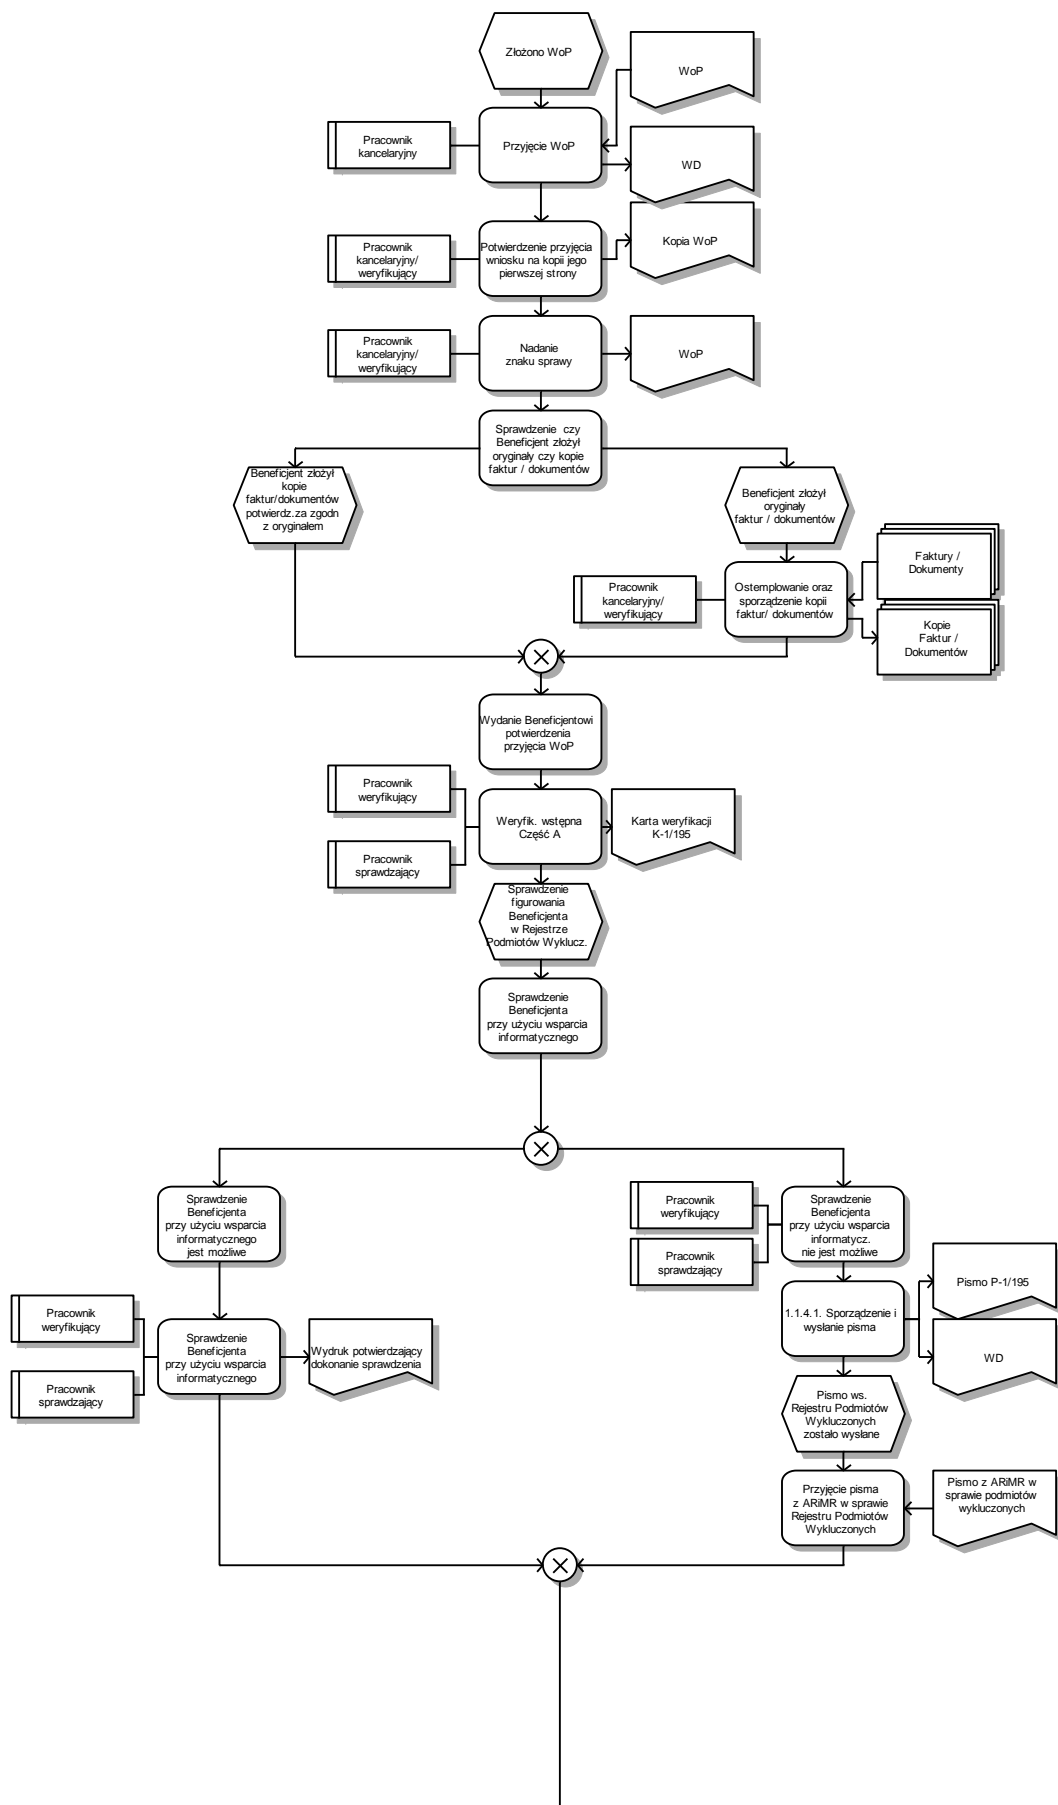 Złożono WoP
WoP
Pracownik
kancelaryjny
Przyjęcie WoP
WD
Pracownik
kancelaryjny/
weryfikujący
Potwierdzenie przyjęcia
wniosku na kopii jego
pierwszej strony
Kopia WoP
Pracownik
kancelaryjny/
weryfikujący
Nadanie
znaku sprawy
WoP
Sprawdzenie czy
Beneficjent złożył
oryginały czy kopie
faktur / dokumentów
Beneficjent złożył
kopie
faktur/dokumentów
potwierdz.za zgodn
z oryginałem
Beneficjent złożył
oryginały
faktur / dokumentów
Faktury /
Dokumenty
Pracownik
kancelaryjny/
weryfikujący
Ostemplowanie oraz
sporządzenie kopii
faktur/ dokumentów
Kopie
Faktur /
Dokumentów
Wydanie Beneficjentowi
potwierdzenia
przyjęcia WoP
Pracownik
weryfikujący
Pracownik
sprawdzający
Weryfik. wstępna
Część A
Karta weryfikacji
K-1/195
Sprawdzenie
figurowania
Beneficjenta
w Rejestrze
Podmiotów Wyklucz.
Sprawdzenie
Beneficjenta
przy użyciu wsparcia
informatycznego
Sprawdzenie
Beneficjenta
przy użyciu wsparcia
informatycznego
jest możliwe
Pracownik
weryfikujący
Pracownik
sprawdzający
Sprawdzenie
Beneficjenta
przy użyciu wsparcia
informatycz.
nie jest możliwe
Pracownik
weryfikujący
Pracownik
sprawdzający
Sprawdzenie
Beneficjenta
przy użyciu wsparcia
informatycznego
Wydruk potwierdzający
dokonanie sprawdzenia
1.1.4.1. Sporządzenie i
wysłanie pisma
Pismo P-1/195
WD
Pismo ws.
Rejestru Podmiotów
Wykluczonych
zostało wysłane
Przyjęcie pisma
z ARiMR w sprawie
Rejestru Podmiotów
Wykluczonych
Pismo z ARiMR w
sprawie podmiotów
wykluczonych